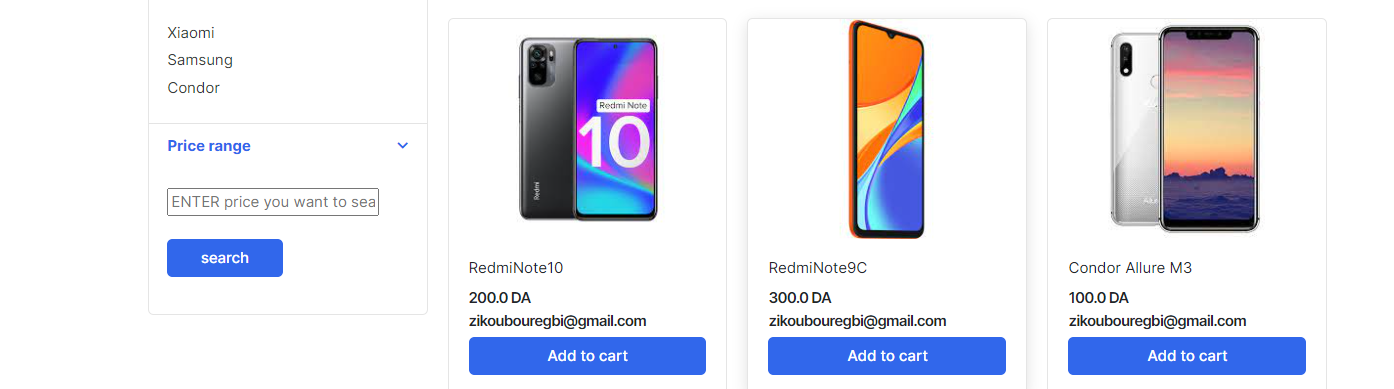 Xiaomi
Samsung
Condor
Price range
ENTER price you want to sea
search
Redmi Note
10
Redmi
RedmiNote10
200.0 DA
zikoubouregbi@gmail.com
Add to cart
RedmiNote9C
300.0 DA
zikoubouregbi@gmail.com
Add to cart
Allure
Condor Allure M3
100.0 DA
zikoubouregbi@gmail.com
Add to cart